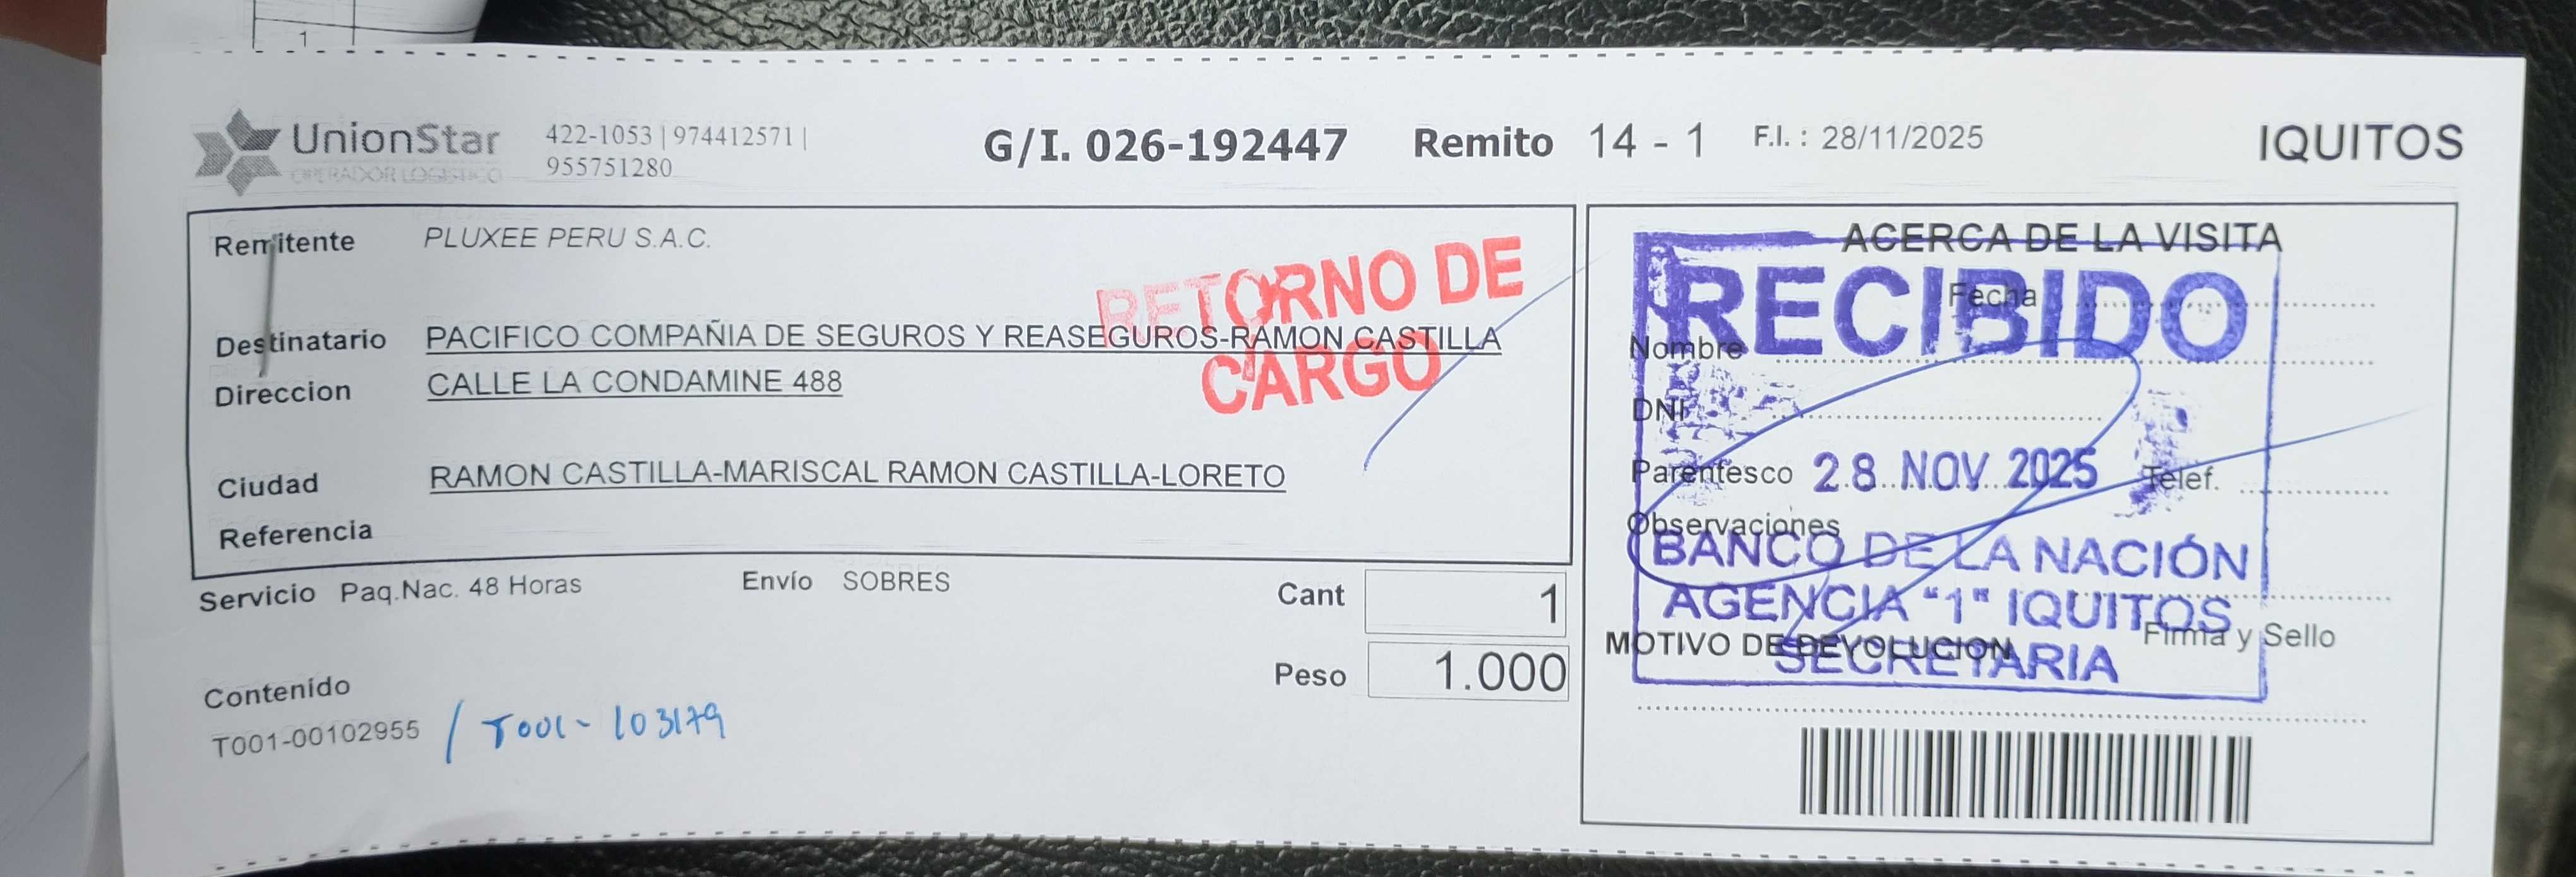 1
UnionStar
OPERADOR LOGISTICO
422-1053 | 974412571 |
955751280
G/I. 026-192447 Remito 14 - 1 F.I. : 28/11/2025 IQUITOS
Remitente PLUXEE PERU S.A.C.
RETORNO DE
CARGO
Destinatario PACIFICO COMPAÑIA DE SEGUROS Y REASEGUROS-RAMON CASTILLA
Direccion CALLE LA CONDAMINE 488
Ciudad RAMON CASTILLA-MARISCAL RAMON CASTILLA-LORETO
Referencia
Servicio Paq.Nac. 48 Horas Envío SOBRES Cant 1
Peso 1.000
Contenido
T001-00102955 / T001- 103179
ACERCA DE LA VISITA
RECIBIDO
Fecha
Nombre
DNI
Parentesco 28 NOV. 2025 Telef.
Observaciones
BANCO DE LA NACIÓN
AGENCIA "1" IQUITOS
SECRETARIA
Firma y Sello
MOTIVO DE DEVOLUCION